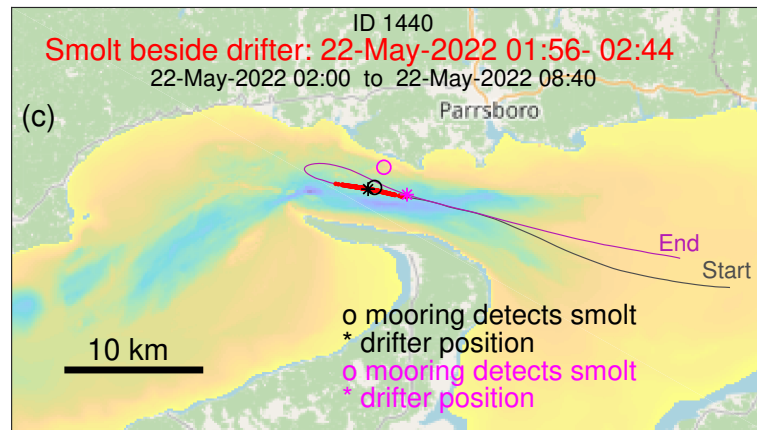 ID 1440
Smolt beside drifter: 22-May-2022 01:56- 02:44
22-May-2022 02:00 to 22-May-2022 08:40
(c)
Parrsboro
End
Start
o mooring detects smolt
* drifter position
o mooring detects smolt
* drifter position
10 km